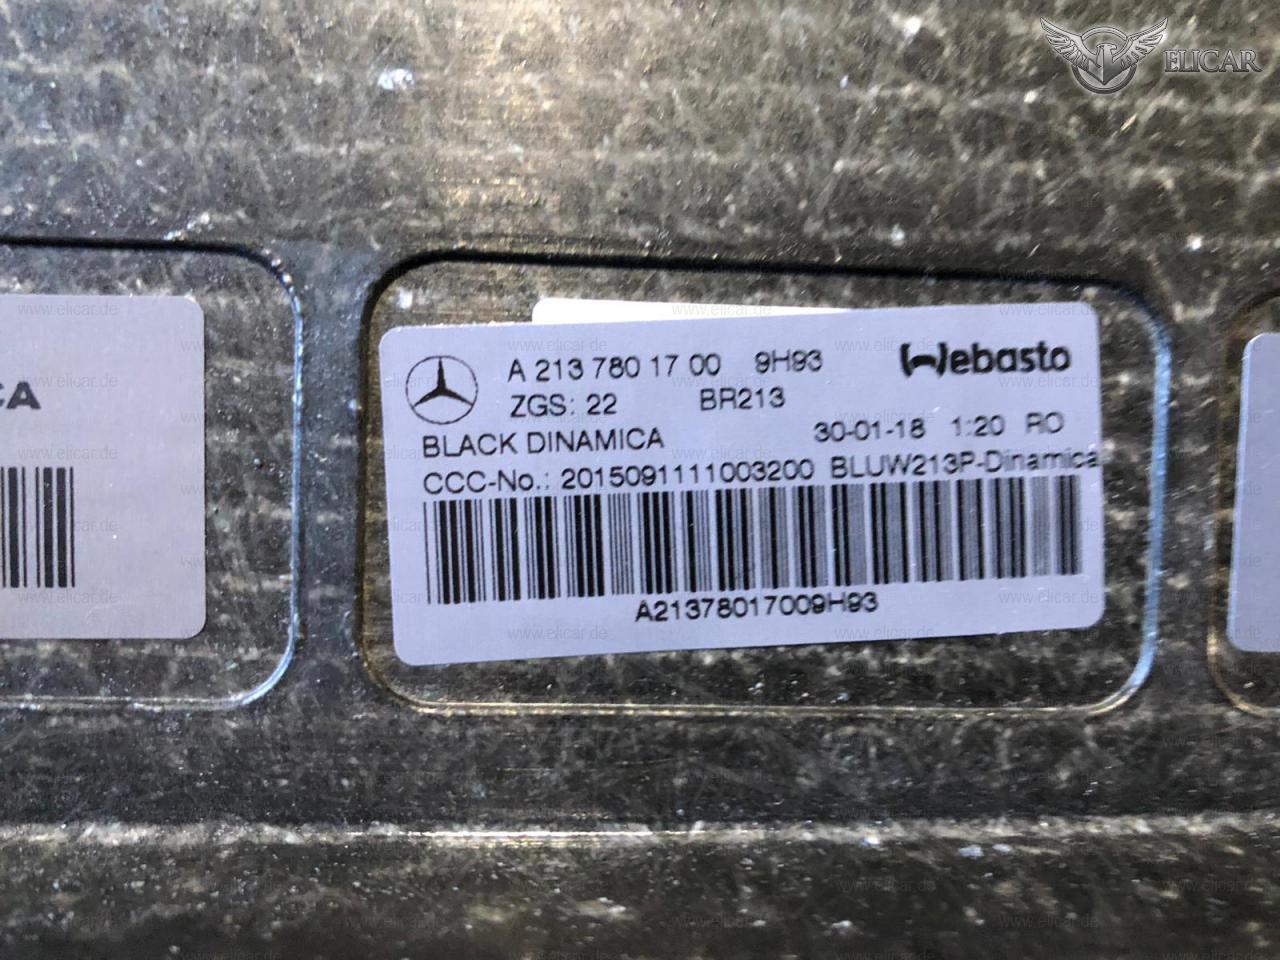 ELICAR
CA
A 213 780 17 00 9H93 Webasto
ZGS: 22 BR213
BLACK DINAMICA 30-01-18 1:20 RO
CCC-No.: 2015091111003200 BLUW213P-Dinamica
A21378017009H93
www.elicar.de